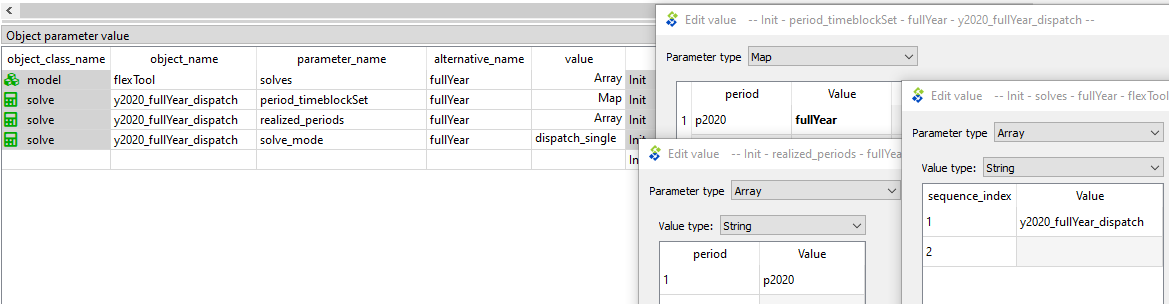 Object parameter value
object_class_name object_name parameter_name alternative_name value
model flexTool solves fullYear Array Init
solve y2020_fullYear_dispatch period_timeblockSet fullYear Map Init
solve y2020_fullYear_dispatch realized_periods fullYear Array Init
solve y2020_fullYear_dispatch solve_mode fullYear dispatch_single Init
In
Edit value -- Init - period_timeblockSet - fullYear - y2020_fullYear_dispatch --
Parameter type Map
period Value
1 p2020 fullYear
Edit value -- Init - realized_periods - fullYea
Parameter type Array
Value type: String
period Value
1 p2020
Edit value -- Init - solves - fullYear - flexTool
Parameter type Array
Value type: String
sequence_index Value
1 y2020_fullYear_dispatch
2